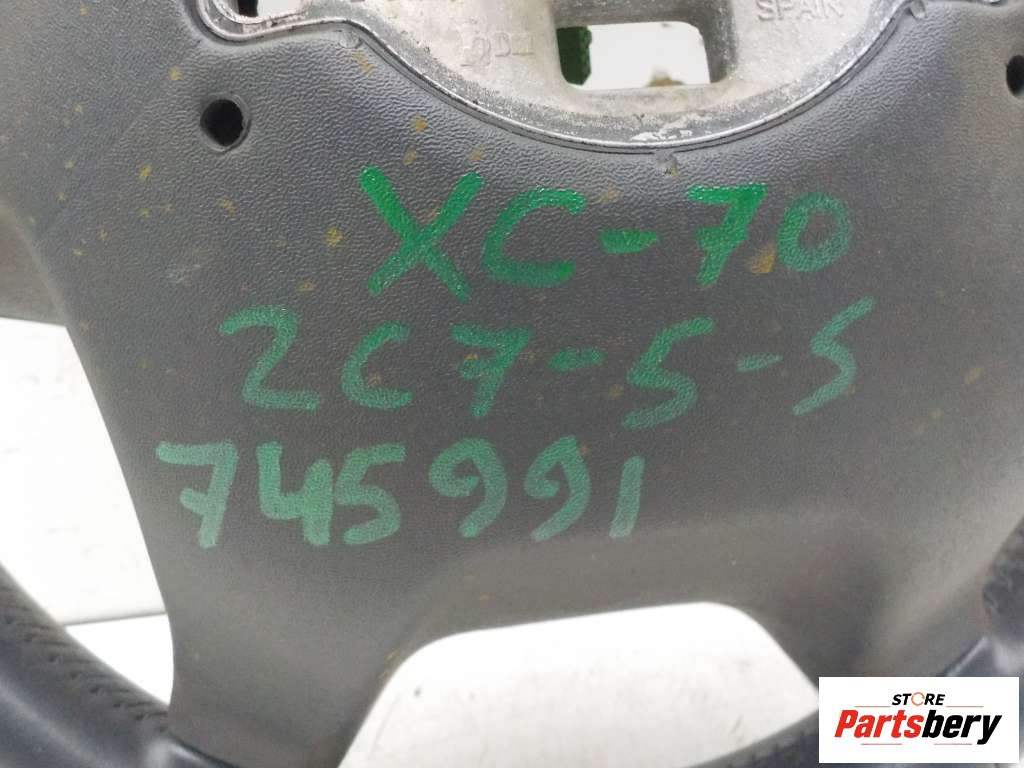 SPAIN
XC-70
2C7-5-5
745991
STORE
Partsbery